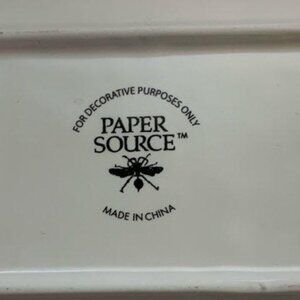 FOR DECORATIVE PURPOSES ONLY
PAPER
SOURCE™
MADE IN CHINA